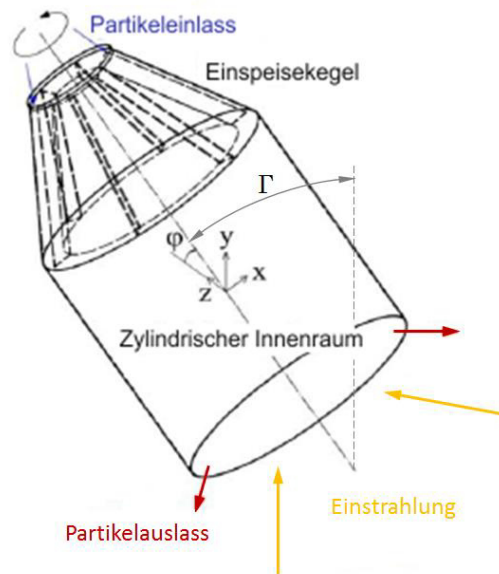 Partikeleinlass
Einspeisekegel
Γ
φ
y
x
z
Zylindrischer Innenraum
Einstrahlung
Partikelauslass